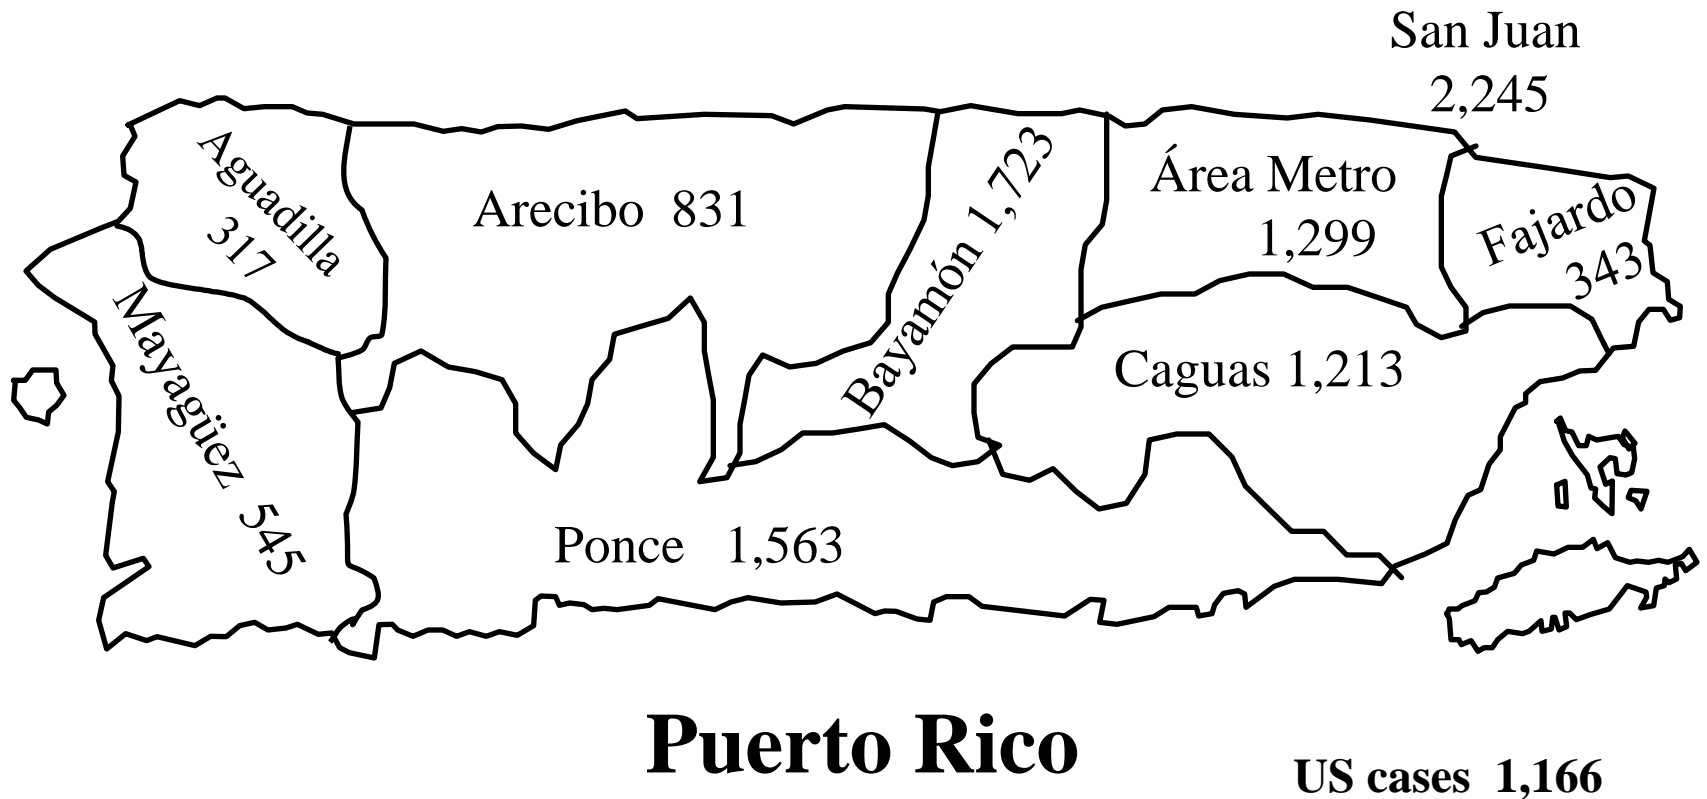 San Juan
2,245
Aguadilla
317
Arecibo 831
Bayamón 1,723
Área Metro
1,299
Fajardo
343
Mayagüez 545
Caguas 1,213
Ponce 1,563
Puerto Rico
US cases 1,166